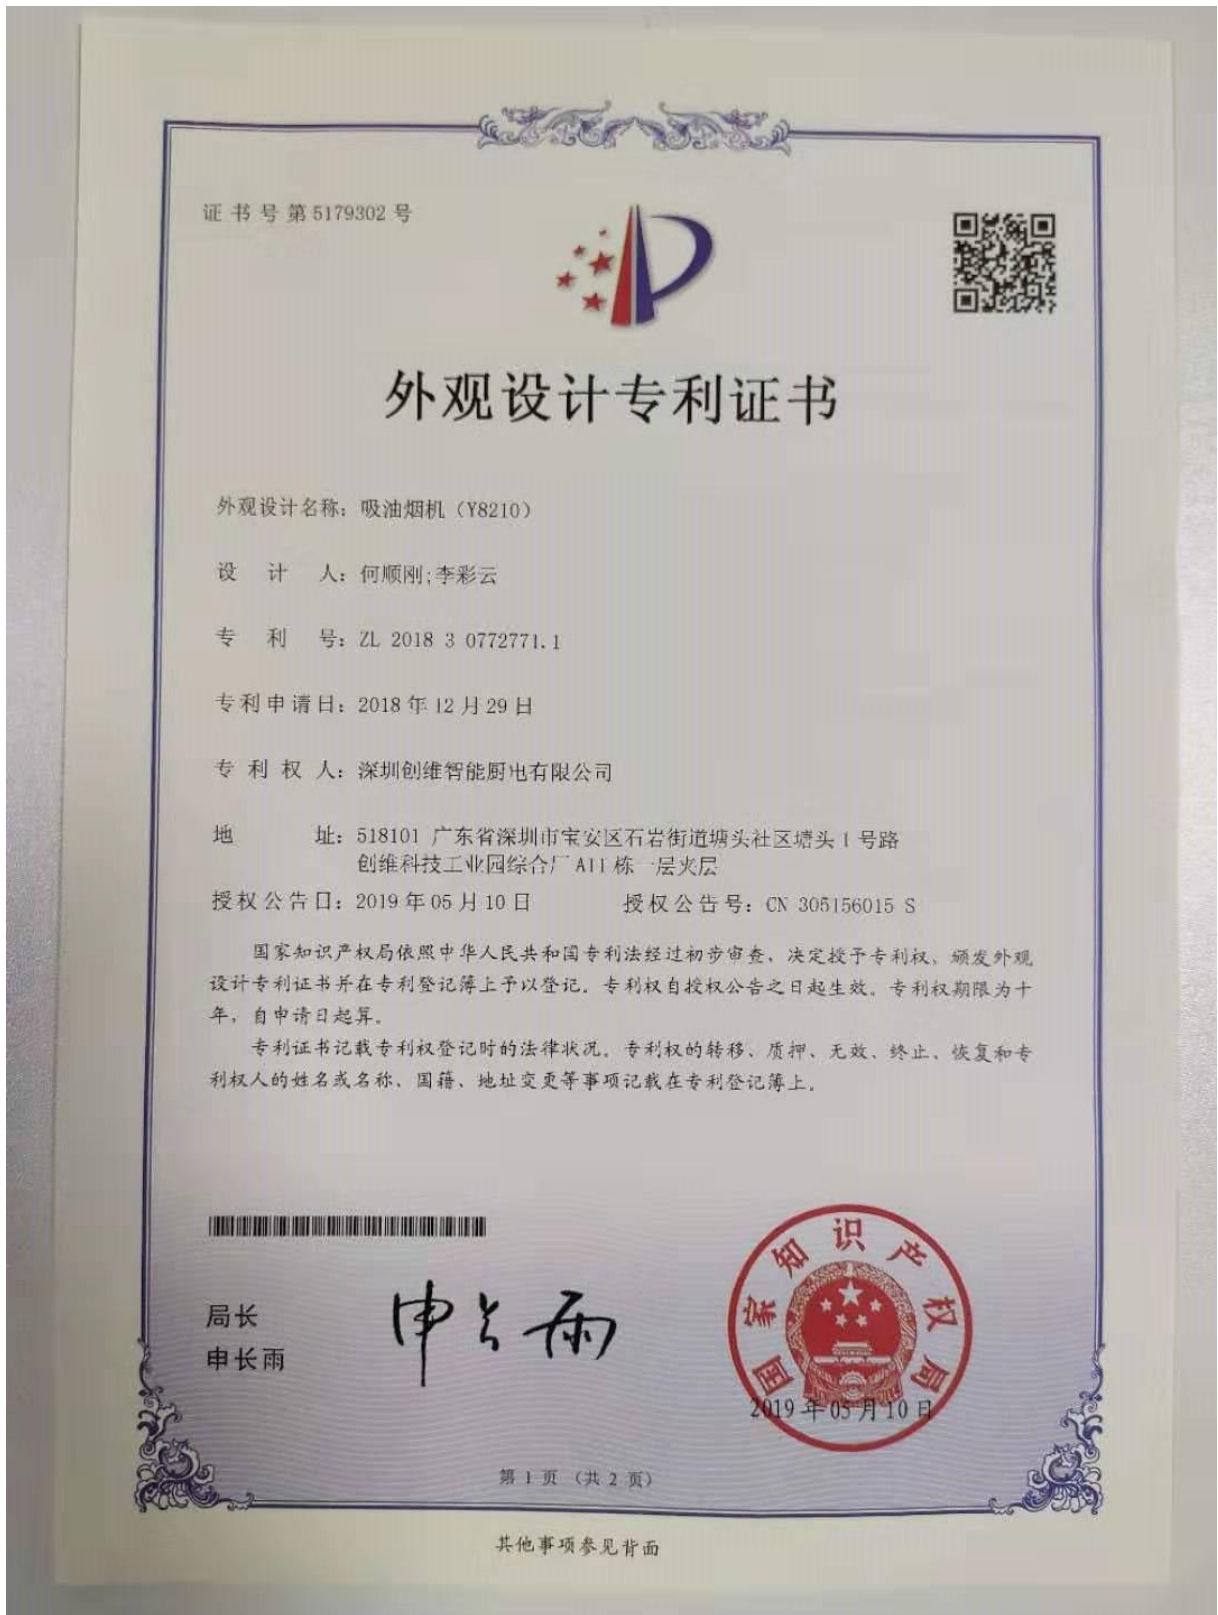 证书号第5179302号
外观设计专利证书
外观设计名称：吸油烟机（Y8210）
设计人：何顺刚;李彩云
专利号：ZL 2018 3 0772771.1
专利申请日：2018年12月29日
专利权人：深圳创维智能厨电有限公司
地址：518101 广东省深圳市宝安区石岩街道塘头社区塘头1号路
创维科技工业园综合厂A11栋一层夹层
授权公告日：2019年05月10日 授权公告号：CN 305156015 S
国家知识产权局依照中华人民共和国专利法经过初步审查，决定授予专利权，颁发外观
设计专利证书并在专利登记簿上予以登记。专利权自授权公告之日起生效。专利权期限为十
年，自申请日起算。
专利证书记载专利权登记时的法律状况。专利权的转移、质押、无效、终止、恢复和专
利权人的姓名或名称、国籍、地址变更等事项记载在专利登记簿上。
局长
申长雨
申长雨
国家知识产权局
2019年05月10日
第1页（共2页）
其他事项参见背面